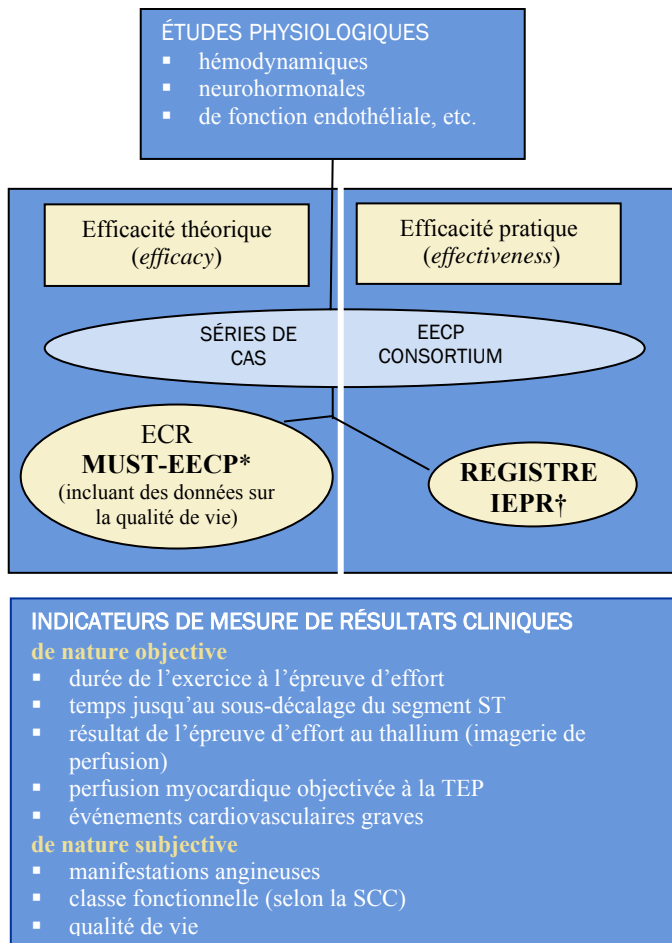 ÉTUDES PHYSIOLOGIQUES
▪ hémodynamiques
▪ neurohormonales
▪ de fonction endothéliale, etc.
Efficacité théorique
(efficacy)
Efficacité pratique
(effectiveness)
SÉRIES DE
CAS
EECP
CONSORTIUM
ECR
MUST-EECP*
(incluant des données sur
la qualité de vie)
REGISTRE
IEPR†
INDICATEURS DE MESURE DE RÉSULTATS CLINIQUES
de nature objective
▪ durée de l’exercice à l’épreuve d’effort
▪ temps jusqu’au sous-décalage du segment ST
▪ résultat de l’épreuve d’effort au thallium (imagerie de
perfusion)
▪ perfusion myocardique objectivée à la TEP
▪ événements cardiovasculaires graves
de nature subjective
▪ manifestations angineuses
▪ classe fonctionnelle (selon la SCC)
▪ qualité de vie